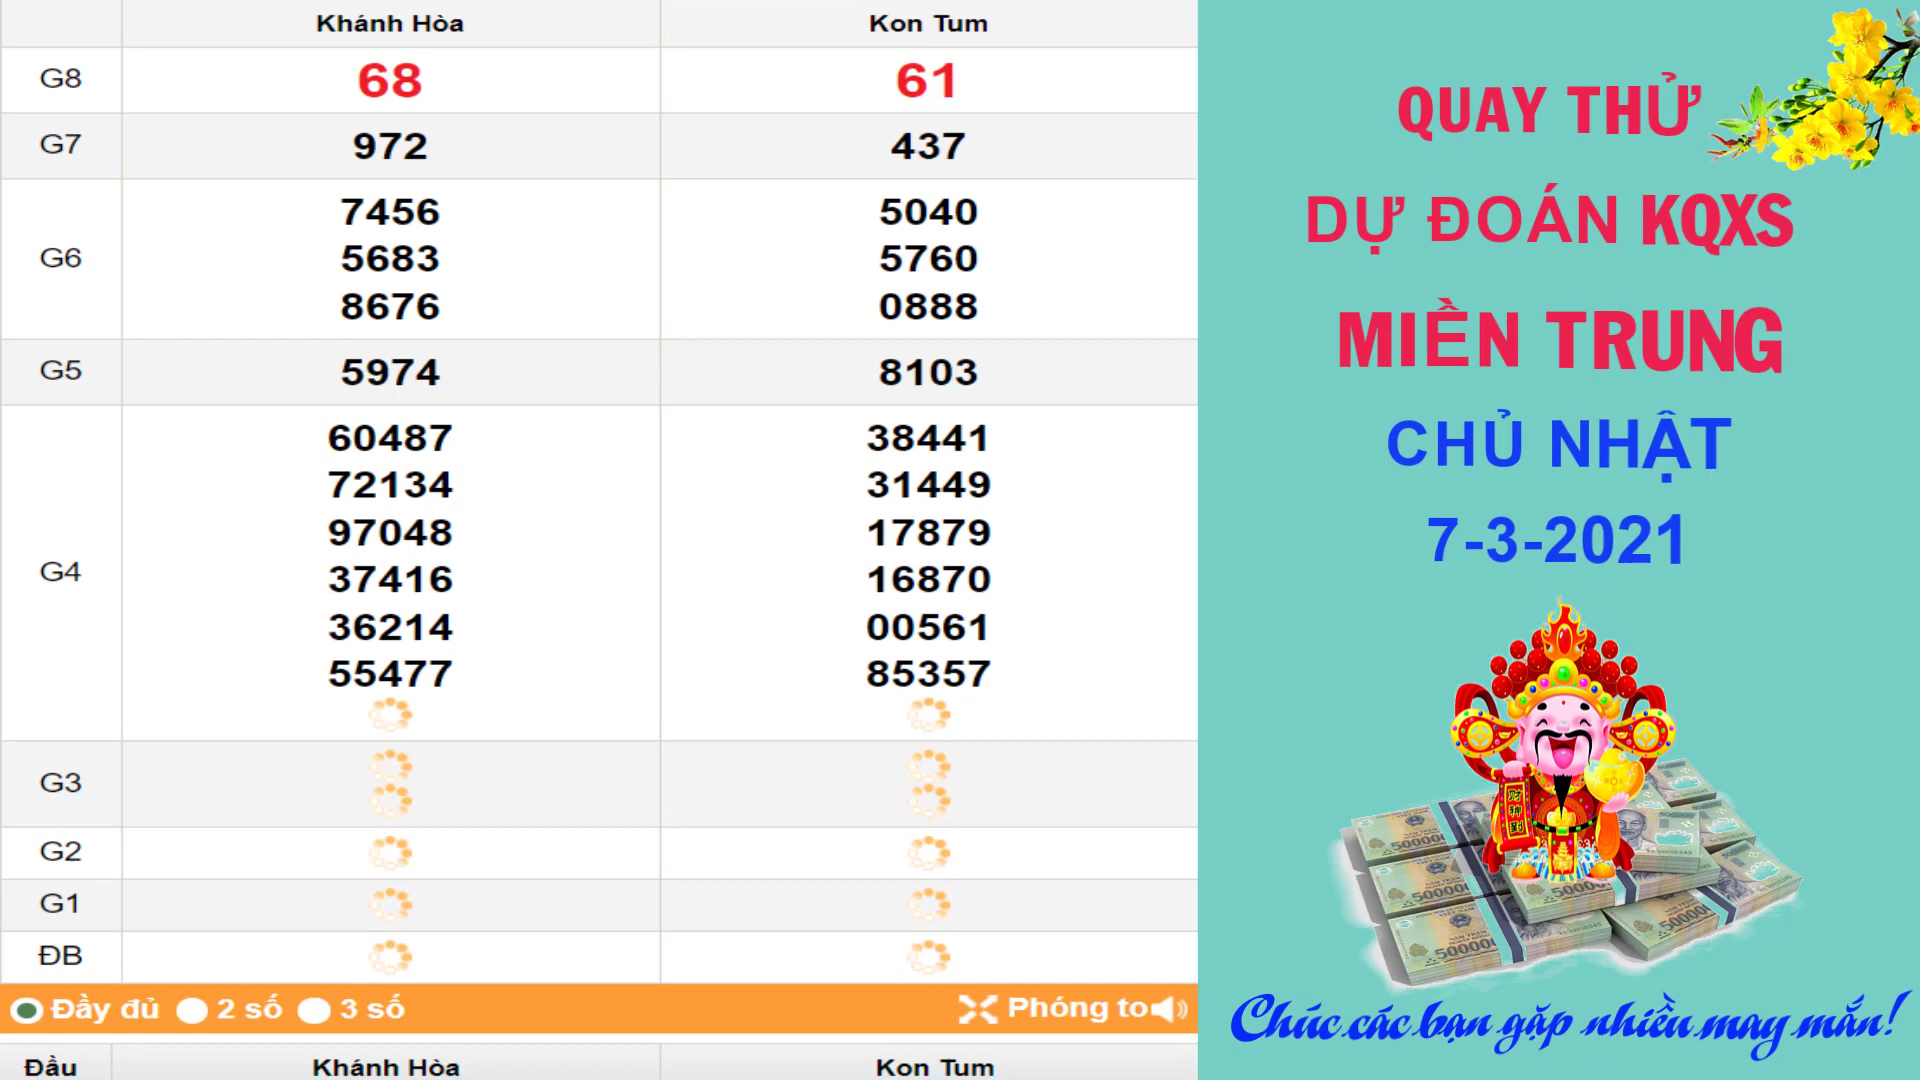 Khánh Hòa Kon Tum
G8 68 61
G7 972 437
G6 7456 5040
5683 5760
8676 0888
G5 5974 8103
G4 60487 38441
72134 31449
97048 17879
37416 16870
36214 00561
55477 85357
G3
G2
G1
ĐB
Đầy đủ 2 số 3 số Phóng to
Đầu Khánh Hòa Kon Tum
QUAY THỬ
DỰ ĐOÁN KQXS
MIỀN TRUNG
CHỦ NHẬT
7-3-2021
Chúc các bạn gặp nhiều may mắn!